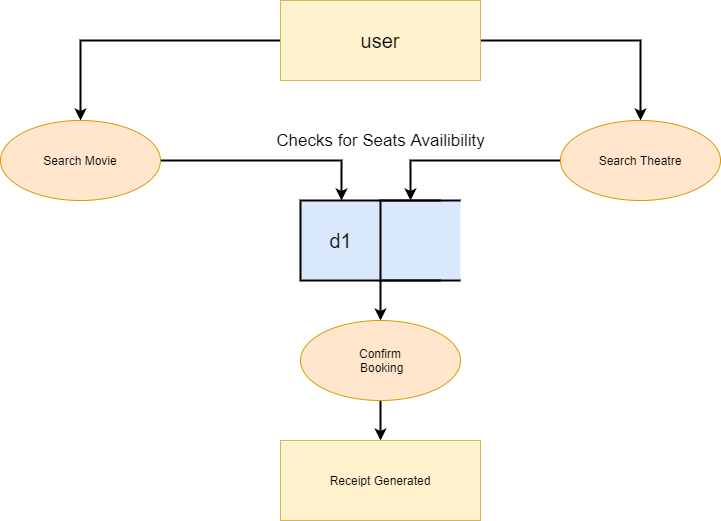 user
Checks for Seats Availibility
Search Movie
Search Theatre
d1
Confirm
Booking
Receipt Generated